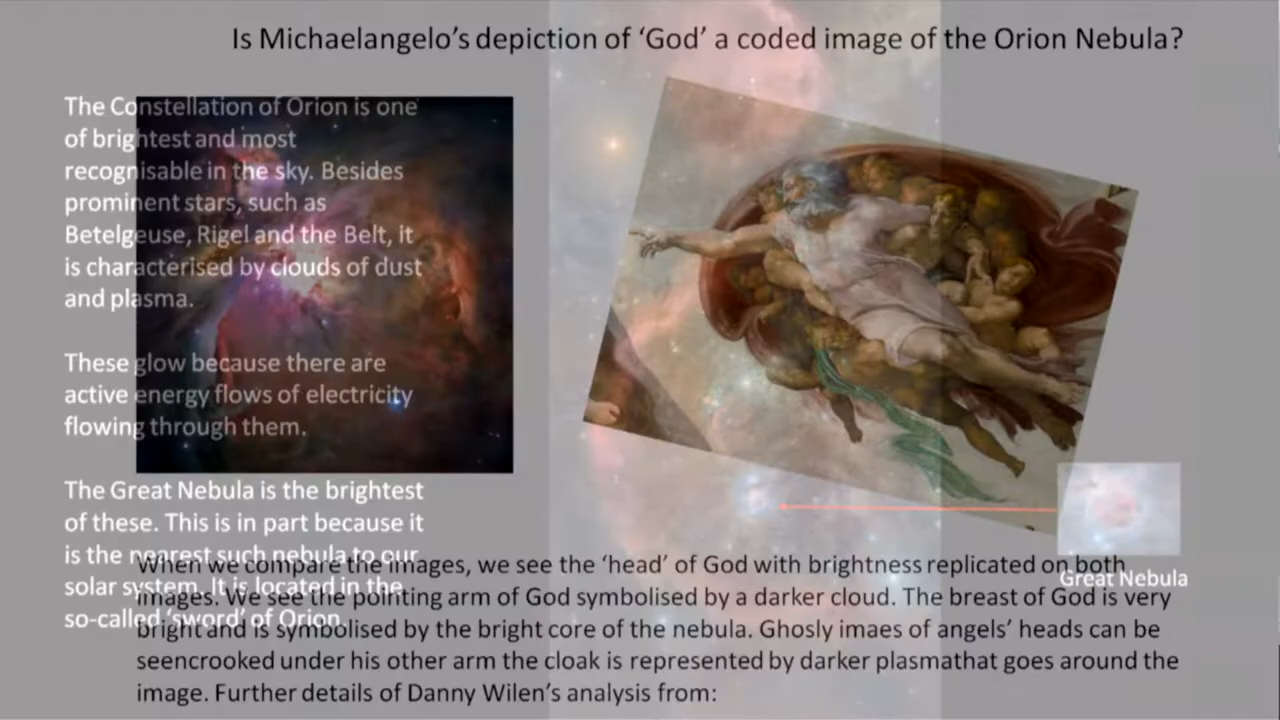 Is Michaelangelo's depiction of 'God' a coded image of the Orion Nebula?
The Constellation of Orion is one
of brightest and most
recognisable in the sky. Besides
prominent stars, such as
Betelgeuse, Rigel and the Belt, it
is characterised by clouds of dust
and plasma.
These glow because there are
active energy flows of electricity
flowing through them.
The Great Nebula is the brightest
of these. This is in part because it
is the nearest such nebula to our
solar system. It is located in the
so-called 'sword' of Orion.
Great Nebula
When we compare the images, we see the 'head' of God with brightness replicated on both
images. We see the pointing arm of God symbolised by a darker cloud. The breast of God is very
bright and is symbolised by the bright core of the nebula. Ghosly imaes of angels' heads can be
seencrooked under his other arm the cloak is represented by darker plasmathat goes around the
image. Further details of Danny Wilen's analysis from: